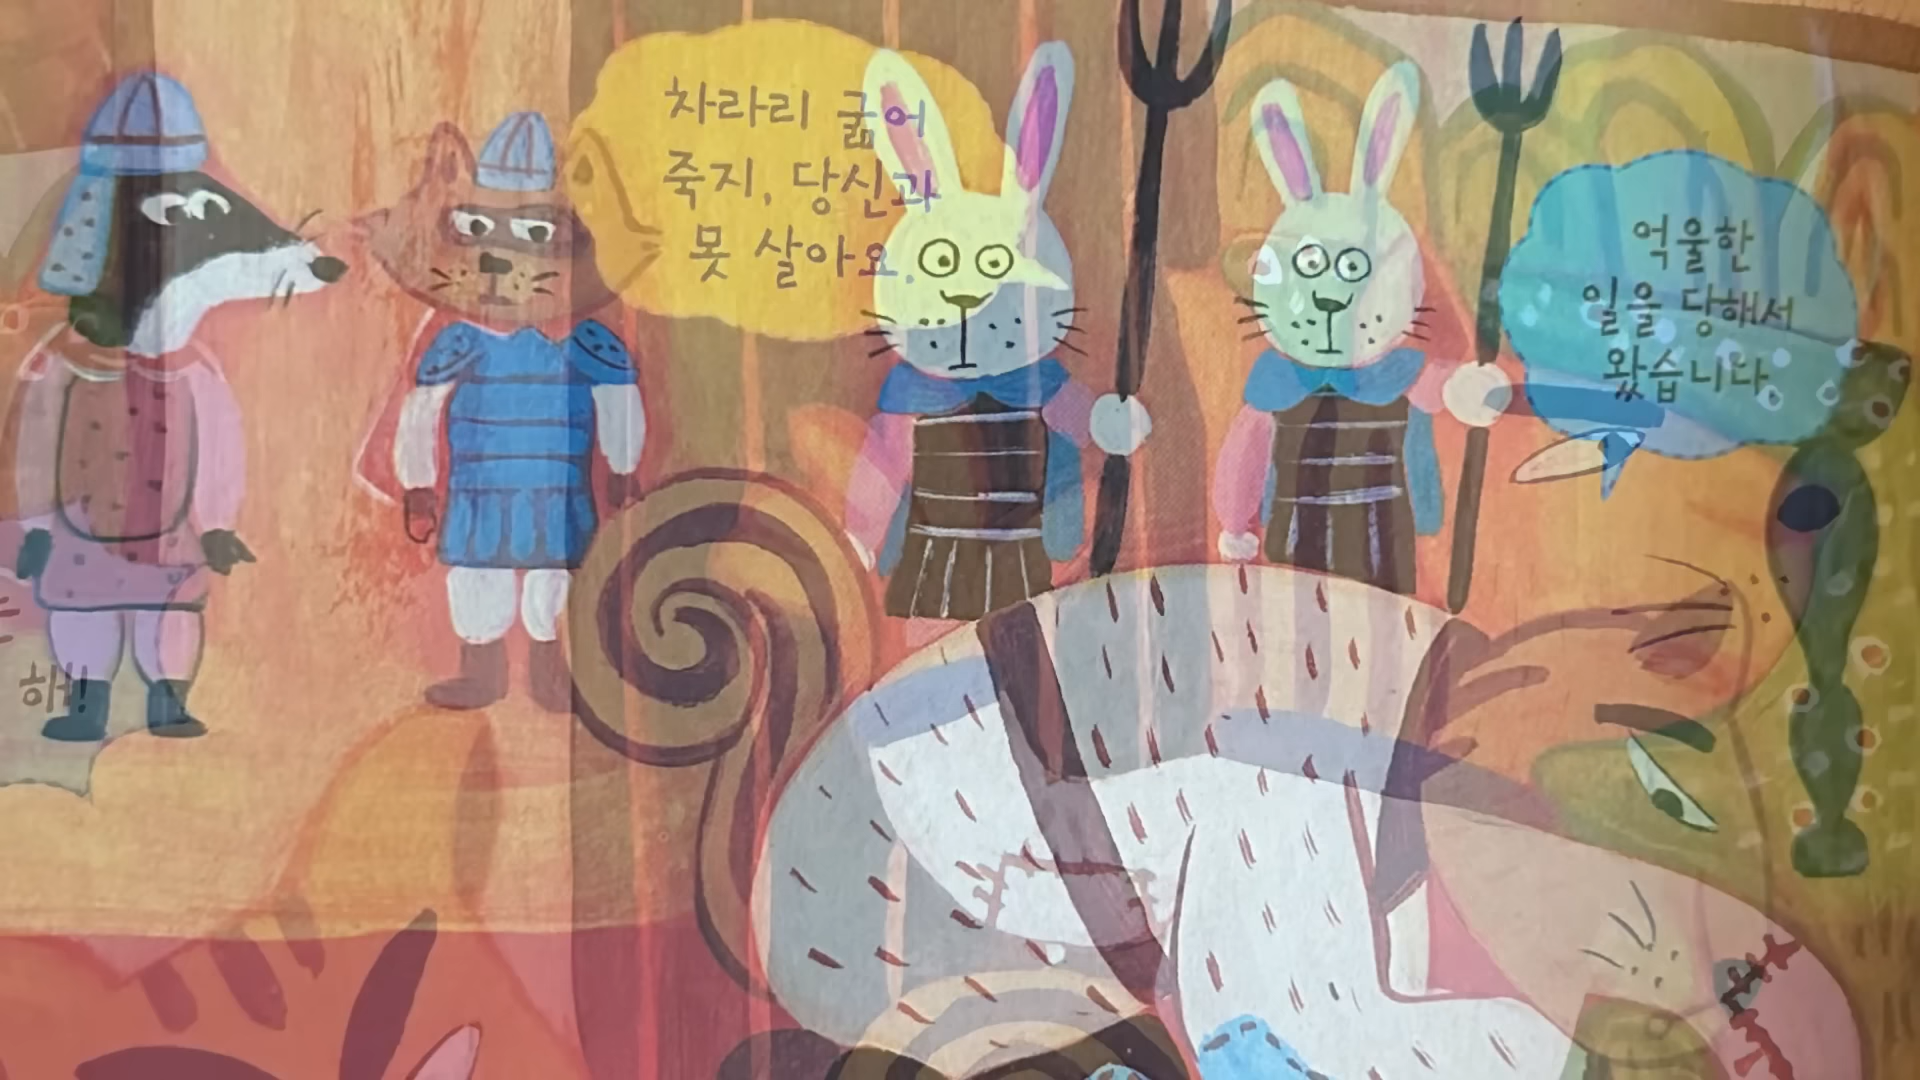 차라리 굶어
죽지, 당신과
못 살아요.
억울한
일을 당해서
왔습니다.
해!